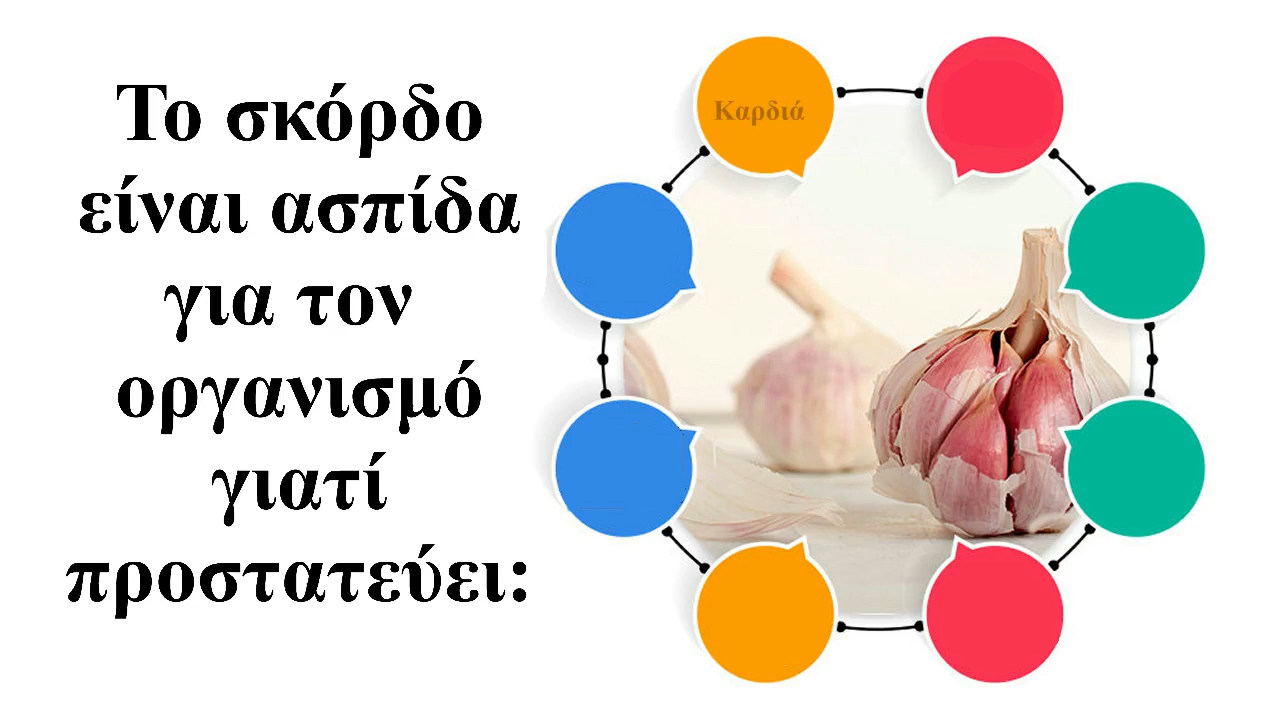 Το σκόρδο
είναι ασπίδα
για τον
οργανισμό
γιατί
προστατεύει:
Καρδιά